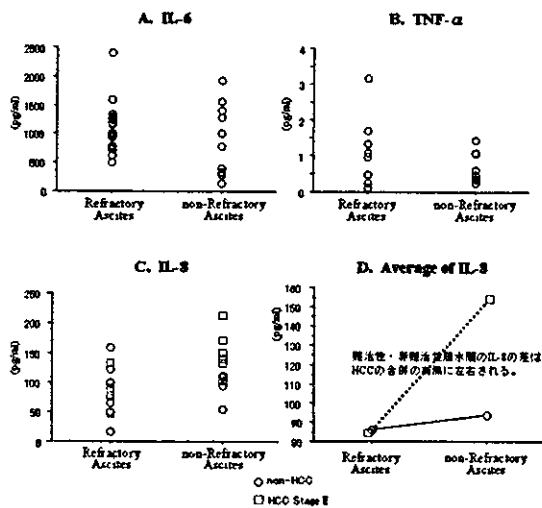 A. IL-6
(pg/ml)
2500
2000
1500
1000
500
0
Refractory
Ascites
non-Refractory
Ascites
B. TNF-α
(pg/ml)
4
3
2
1
0
Refractory
Ascites
non-Refractory
Ascites
C. IL-8
(pg/ml)
250
200
150
100
50
0
Refractory
Ascites
non-Refractory
Ascites
D. Average of IL-8
(pg/ml)
160
150
140
130
120
110
100
90
80
難治性・非難治性腹水間のIL-8の差は
HCCの合併の有無に左右される。
Refractory
Ascites
non-Refractory
Ascites
non-HCC
HCC Stage